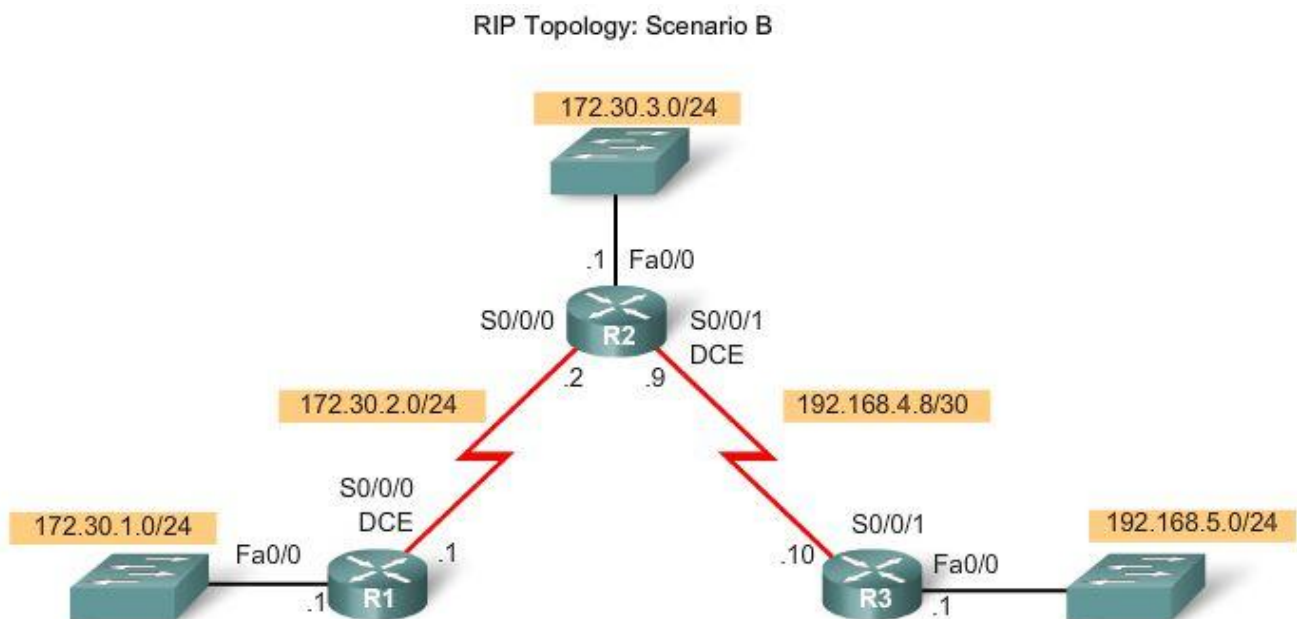 RIP Topology: Scenario B
172.30.3.0/24
.1 Fa0/0
S0/0/0
R2
S0/0/1
DCE
.2
.9
172.30.2.0/24
192.168.4.8/30
S0/0/0
DCE
172.30.1.0/24
Fa0/0
.1
.1
R1
S0/0/1
192.168.5.0/24
.10
Fa0/0
R3
.1